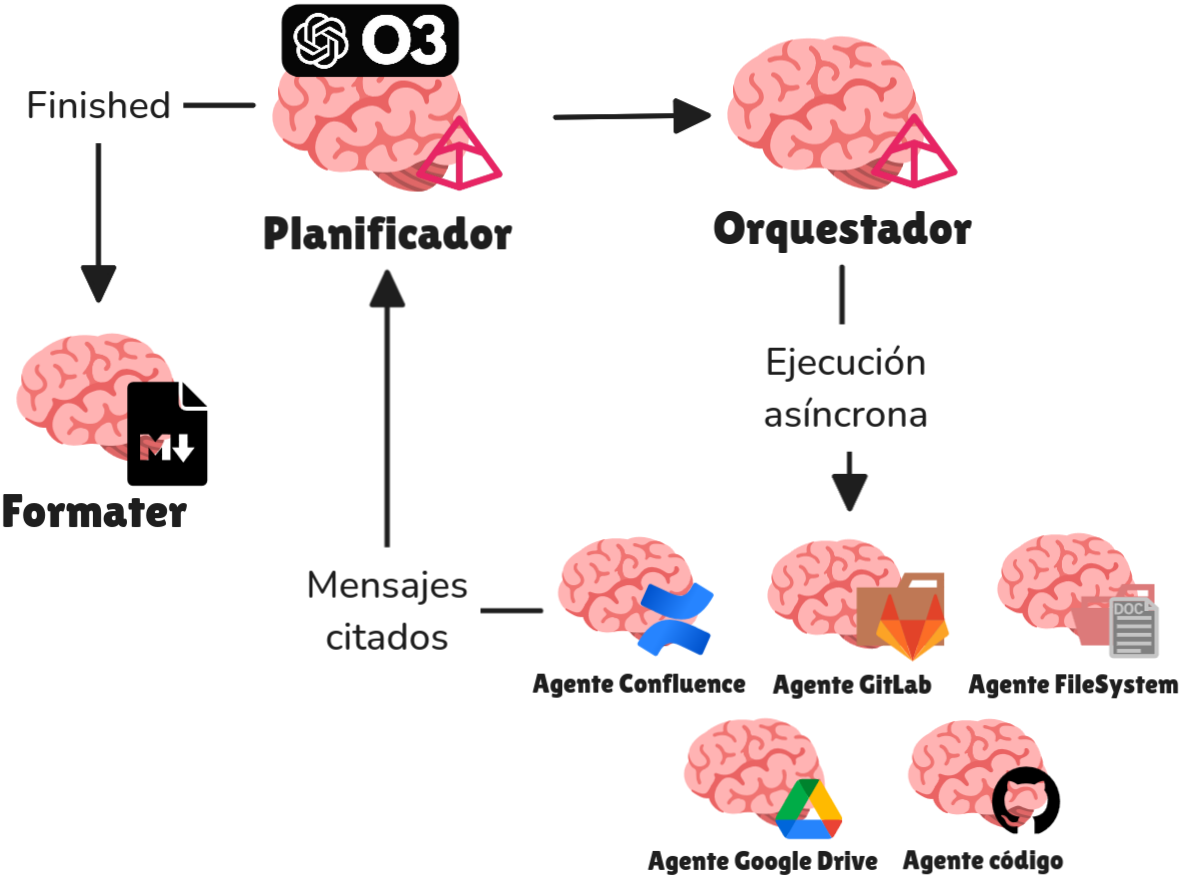 O3
Finished
Planificador
Orquestador
Ejecución
asíncrona
Formater
M
Mensajes
citados
DOC
Agente Confluence
Agente GitLab
Agente FileSystem
Agente Google Drive
Agente código